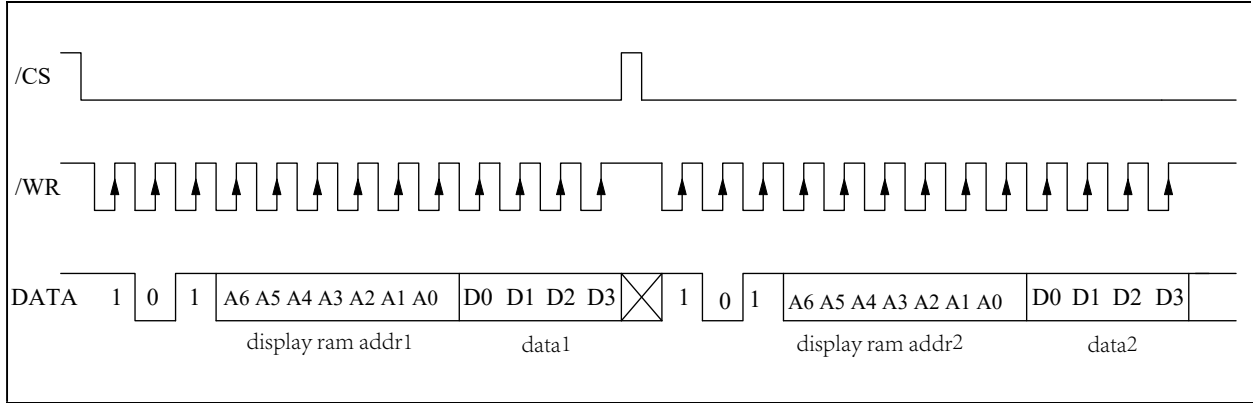 /CS
/WR
DATA 1 0 1 A6 A5 A4 A3 A2 A1 A0 D0 D1 D2 D3 1 0 1 A6 A5 A4 A3 A2 A1 A0 D0 D1 D2 D3
display ram addr1 data1 display ram addr2 data2